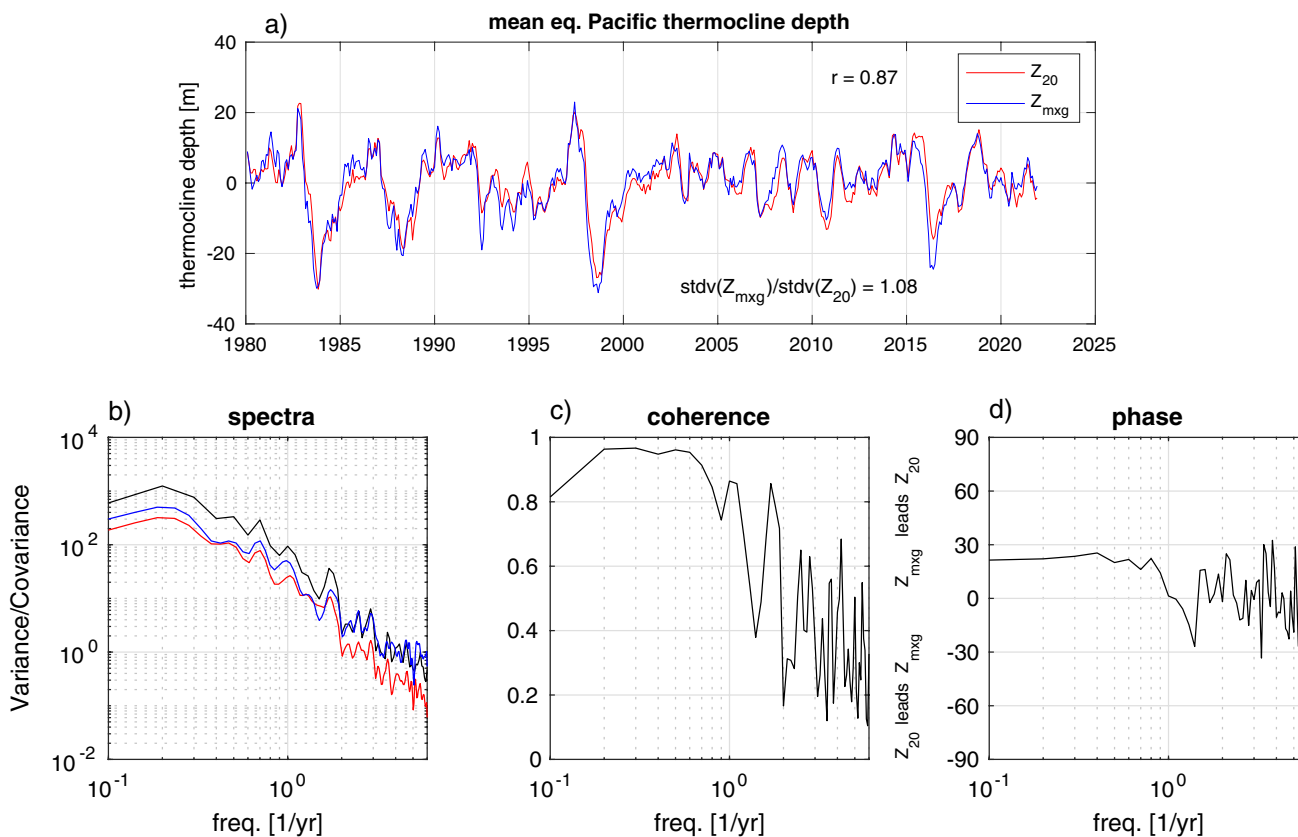 a)
mean eq. Pacific thermocline depth
thermocline depth [m]
40
20
0
-20
-40
r = 0.87
Z20
Zmxg
stdv(Zmxg)/stdv(Z20) = 1.08
1980 1985 1990 1995 2000 2005 2010 2015 2020 2025
b)
spectra
Variance/Covariance
10^4
10^2
10^0
10^-2
10^-1 10^0
freq. [1/yr]
c)
coherence
1
0.8
0.6
0.4
0.2
0
10^-1 10^0
freq. [1/yr]
d)
phase
Z20 leads Zmxg
Zmxg leads Z20
90
60
30
0
-30
-60
-90
10^-1 10^0
freq. [1/yr]